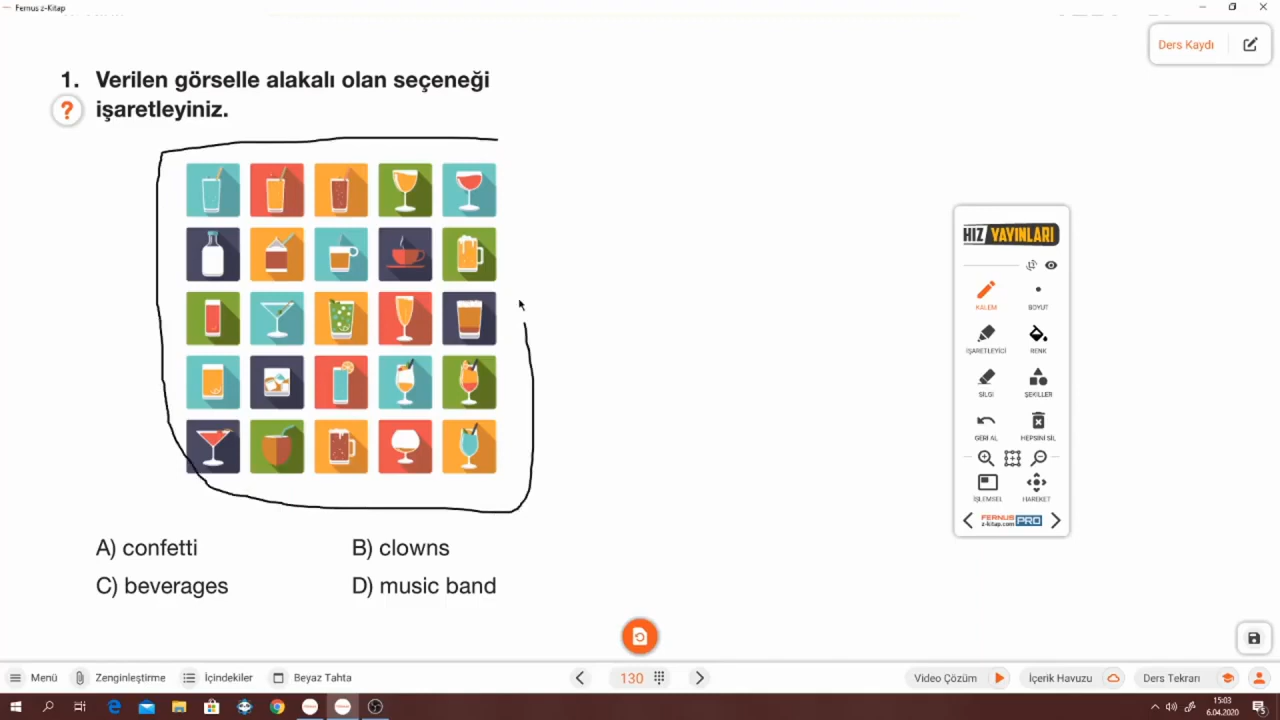 Fernus z-Kitap
Ders Kaydı
1. Verilen görselle alakalı olan seçeneği
? işaretleyiniz.
HIZ YAYINLARI
KALEM
BOYUT
İŞARETLEYİCİ
RENK
SİLGİ
ŞEKİLLER
GERİ AL
HEPSİNİ SİL
İŞLEMSEL
HAREKET
FERNUS
z-kitap.com PRO
A) confetti
B) clowns
C) beverages
D) music band
Menü
Zenginleştirme
İçindekiler
Beyaz Tahta
130
Video Çözüm
İçerik Havuzu
Ders Tekrarı
15:03
6.04.2020
5